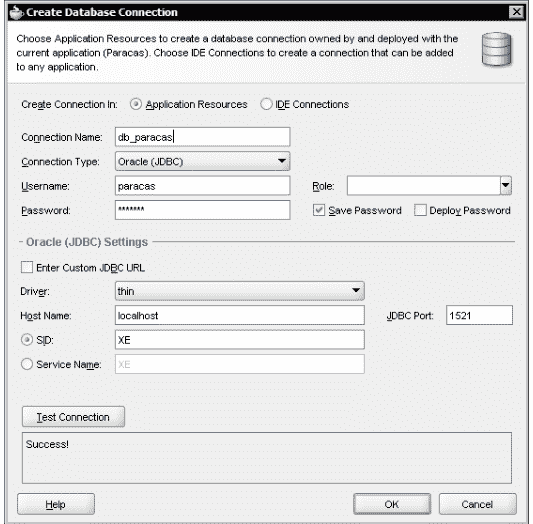 Create Database Connection
Choose Application Resources to create a database connection owned by and deployed with the
current application (Paracas). Choose IDE Connections to create a connection that can be added
to any application.
Create Connection In: Application Resources IDE Connections
Connection Name: db_paracas
Connection Type: Oracle (JDBC)
Username: paracas Role:
Password: ******* Save Password Deploy Password
Oracle (JDBC) Settings
Enter Custom JDBC URL
Driver: thin
Host Name: localhost JDBC Port: 1521
SID: XE
Service Name: XE
Test Connection
Success!
Help OK Cancel